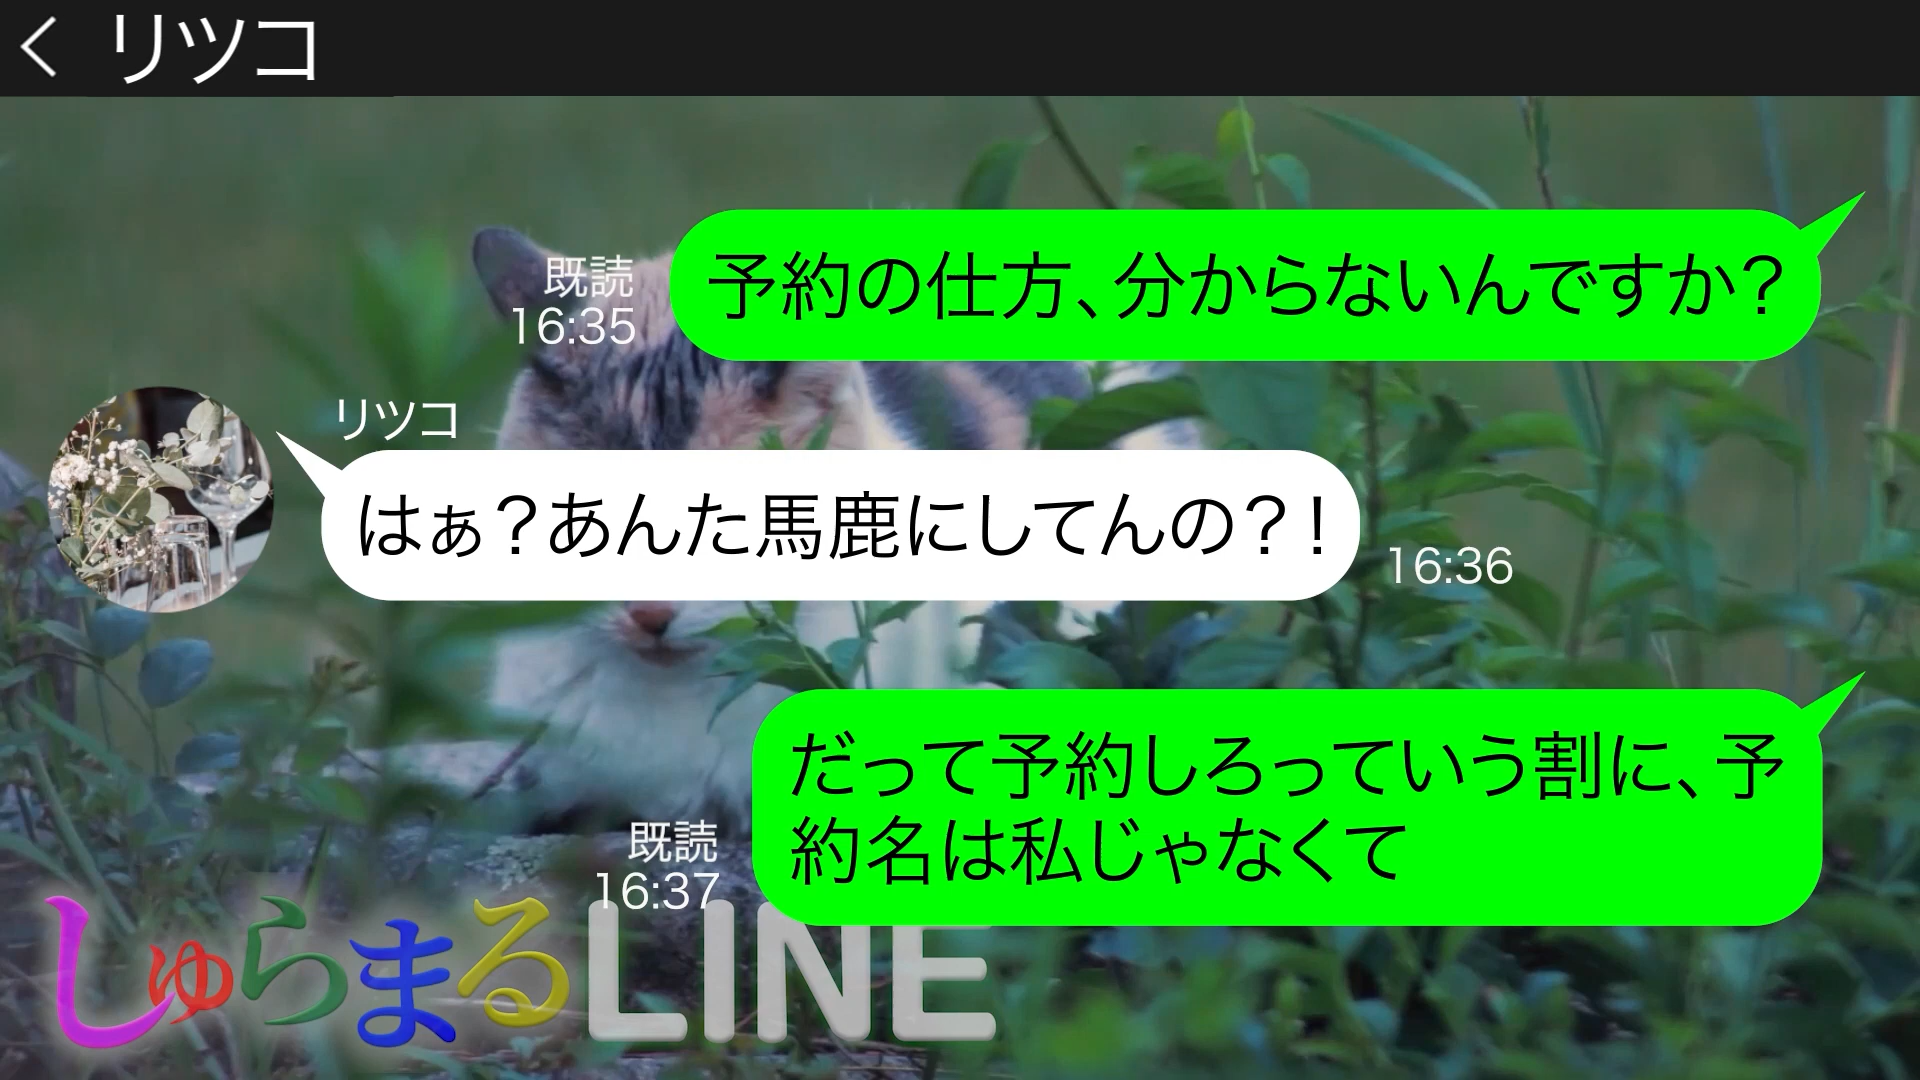 リツコ
予約の仕方、分からないんですか?
既読
16:35
リツコ
はぁ?あんた馬鹿にしてんの?!
16:36
だって予約しろっていう割に、予
約名は私じゃなくて
既読
16:37
しゅらまるLINE